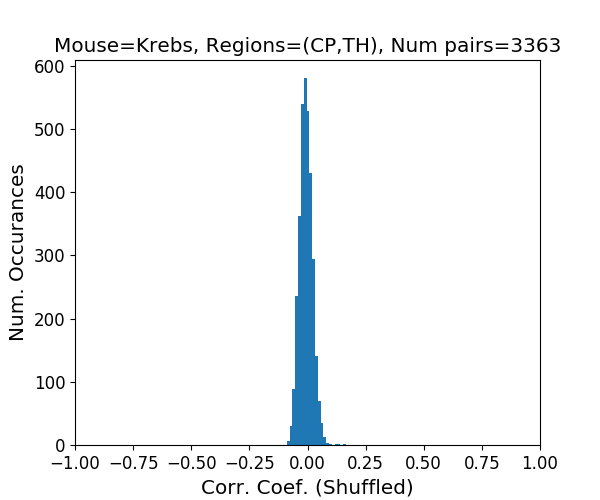 Mouse=Krebs, Regions=(CP,TH), Num pairs=3363
600
500
400
300
200
100
0
Num. Occurances
−1.00 −0.75 −0.50 −0.25 0.00 0.25 0.50 0.75 1.00
Corr. Coef. (Shuffled)